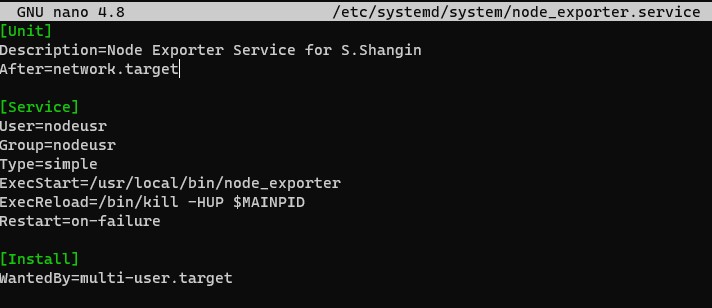 GNU nano 4.8 /etc/systemd/system/node_exporter.service
[Unit]
Description=Node Exporter Service for S.Shangin
After=network.target
[Service]
User=nodeusr
Group=nodeusr
Type=simple
ExecStart=/usr/local/bin/node_exporter
ExecReload=/bin/kill -HUP $MAINPID
Restart=on-failure
[Install]
WantedBy=multi-user.target